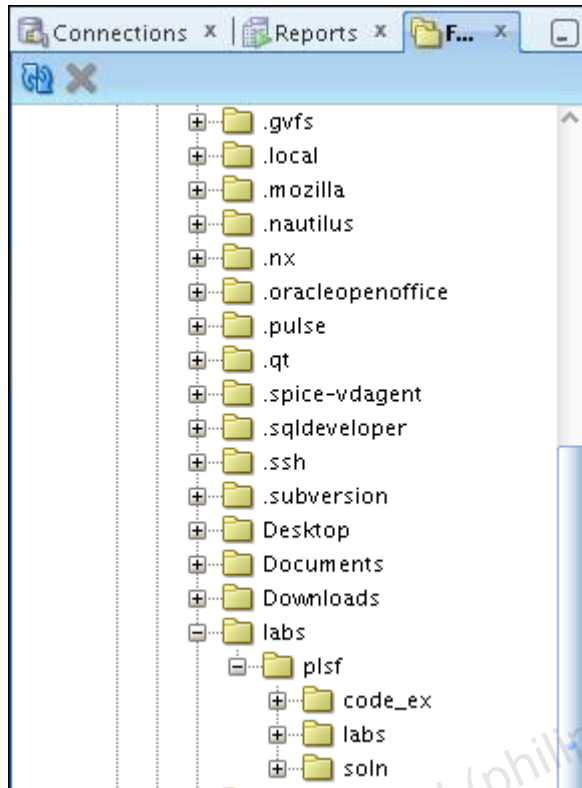 Connections x Reports x F... x
.gvfs
.local
.mozilla
.nautilus
.nx
.oracleopenoffice
.pulse
.qt
.spice-vdagent
.sqldeveloper
.ssh
.subversion
Desktop
Documents
Downloads
labs
plsf
code_ex
labs
soln